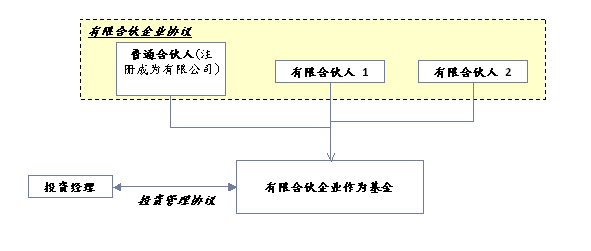 有限合伙企业协议
普通合伙人(注
册成为有限公司)
有限合伙人 1
有限合伙人 2
投资经理
投资管理协议
有限合伙企业作为基金